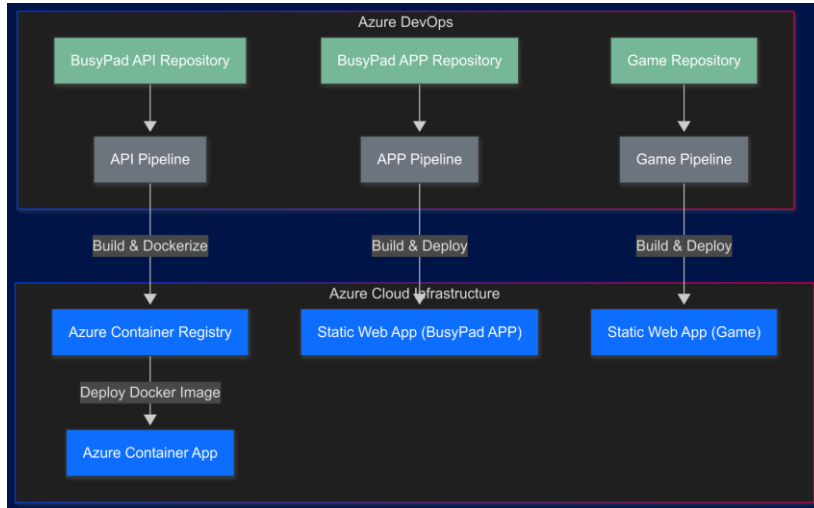 Azure DevOps
BusyPad API Repository
BusyPad APP Repository
Game Repository
API Pipeline
APP Pipeline
Game Pipeline
Build & Dockerize
Build & Deploy
Build & Deploy
Azure Cloud Infrastructure
Azure Container Registry
Static Web App (BusyPad APP)
Static Web App (Game)
Deploy Docker Image
Azure Container App